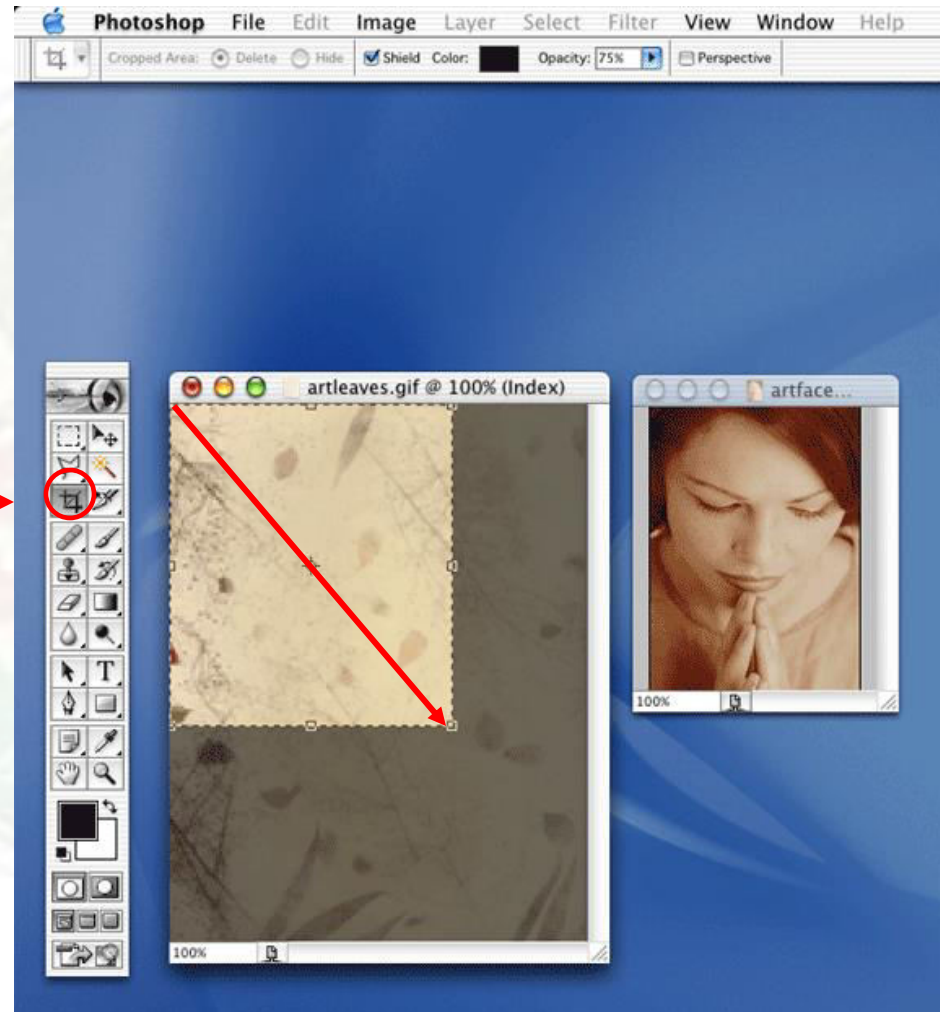 Photoshop File Edit Image Layer Select Filter View Window Help
Cropped Area: Delete Hide Shield Color: Opacity: 75% Perspective
artleaves.gif @ 100% (Index)
artface...
T
100%
100%